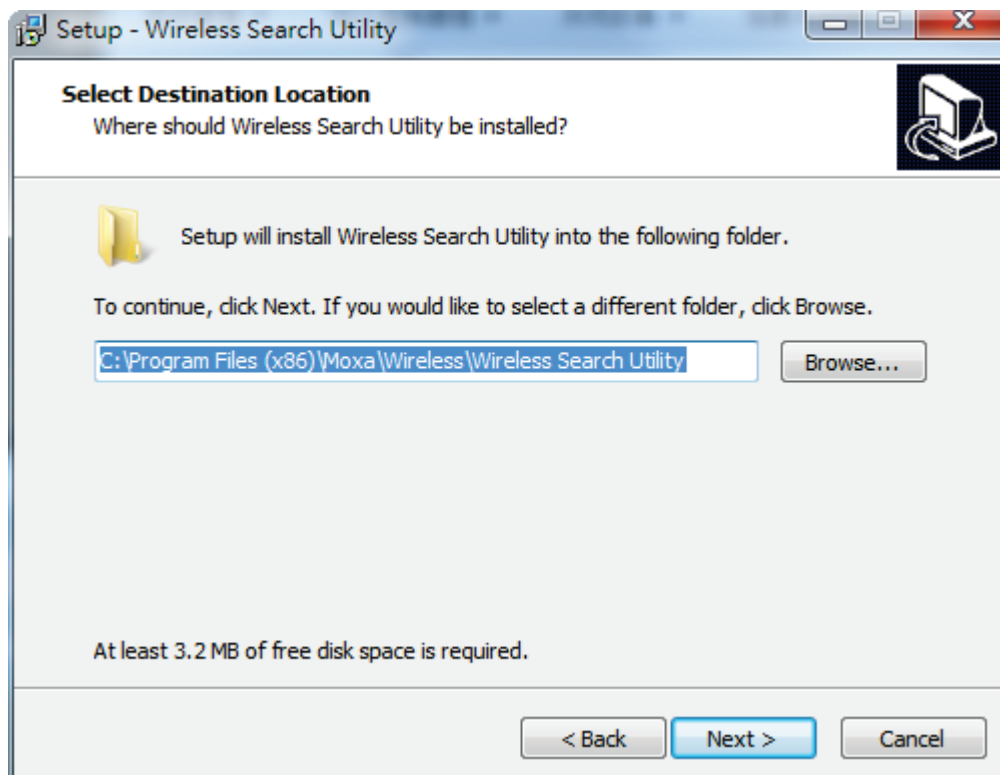 Setup - Wireless Search Utility
Select Destination Location
Where should Wireless Search Utility be installed?
Setup will install Wireless Search Utility into the following folder.
To continue, click Next. If you would like to select a different folder, click Browse.
C:\Program Files (x86)\Moxa\Wireless\Wireless Search Utility
Browse...
At least 3.2 MB of free disk space is required.
< Back
Next >
Cancel